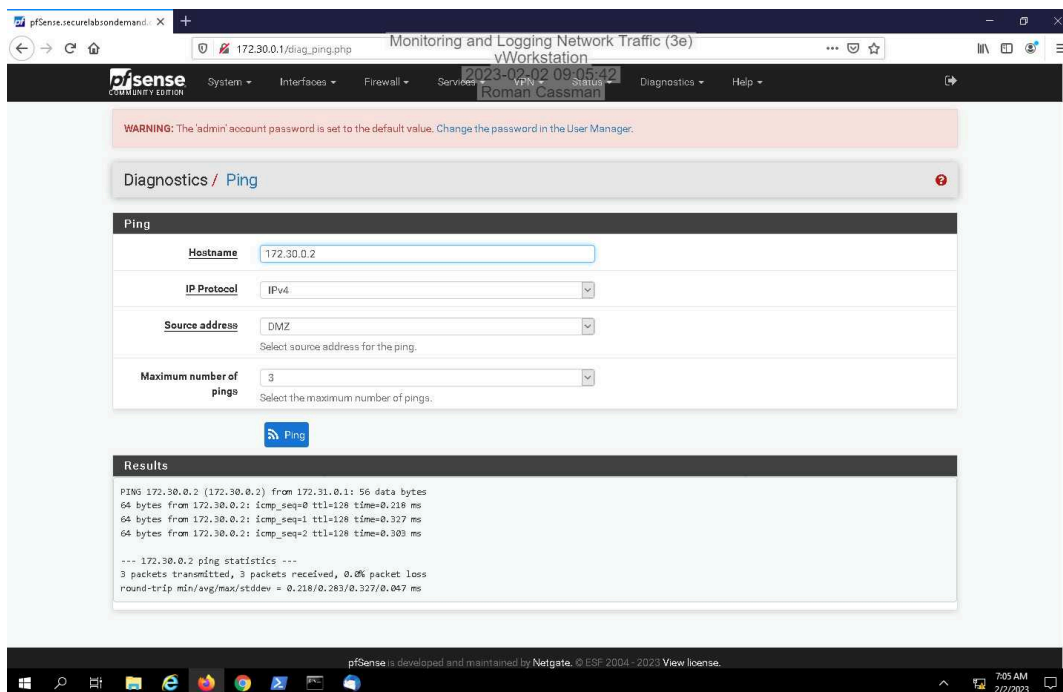 pfSense.securelabsondemand.
172.30.0.1/diag_ping.php
Monitoring and Logging Network Traffic (3e)
vWorkstation
2023-02-02 09:05:42
Roman Cassman
pfsense
COMMUNITY EDITION
System
Interfaces
Firewall
Services
VPN
Status
Diagnostics
Help
WARNING: The 'admin' account password is set to the default value. Change the password in the User Manager.
Diagnostics / Ping
Ping
Hostname
172.30.0.2
IP Protocol
IPv4
Source address
DMZ
Select source address for the ping.
Maximum number of
pings
3
Select the maximum number of pings.
Ping
Results
PING 172.30.0.2 (172.30.0.2) from 172.31.0.1: 56 data bytes
64 bytes from 172.30.0.2: icmp_seq=0 ttl=128 time=0.218 ms
64 bytes from 172.30.0.2: icmp_seq=1 ttl=128 time=0.327 ms
64 bytes from 172.30.0.2: icmp_seq=2 ttl=128 time=0.303 ms
--- 172.30.0.2 ping statistics ---
3 packets transmitted, 3 packets received, 0.0% packet loss
round-trip min/avg/max/stddev = 0.218/0.283/0.327/0.047 ms
pfSense is developed and maintained by Netgate. © ESF 2004 - 2023 View license.
7:05 AM
2/2/2023